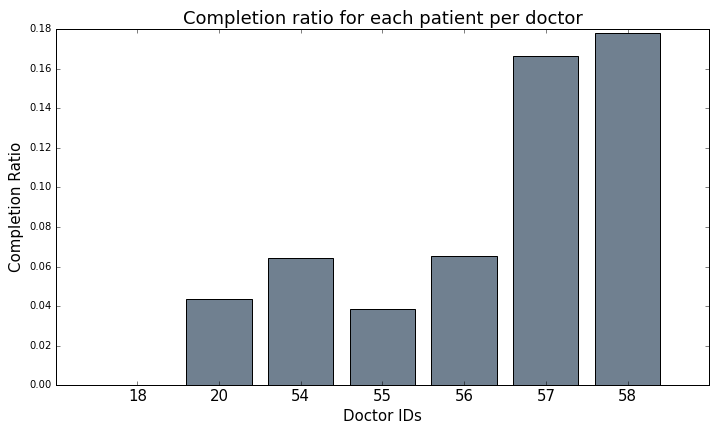 Completion ratio for each patient per doctor
0.18
0.16
0.14
0.12
0.10
0.08
0.06
0.04
0.02
0.00
Completion Ratio
18 20 54 55 56 57 58
Doctor IDs